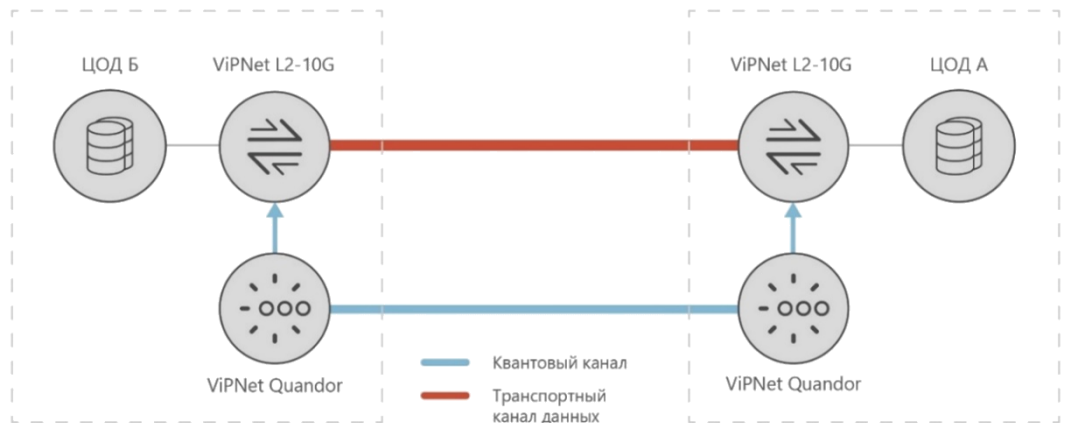 ЦОД Б
ViPNet L2-10G
ViPNet L2-10G
ЦОД А
ViPNet Quandor
ViPNet Quandor
Квантовый канал
Транспортный
канал данных